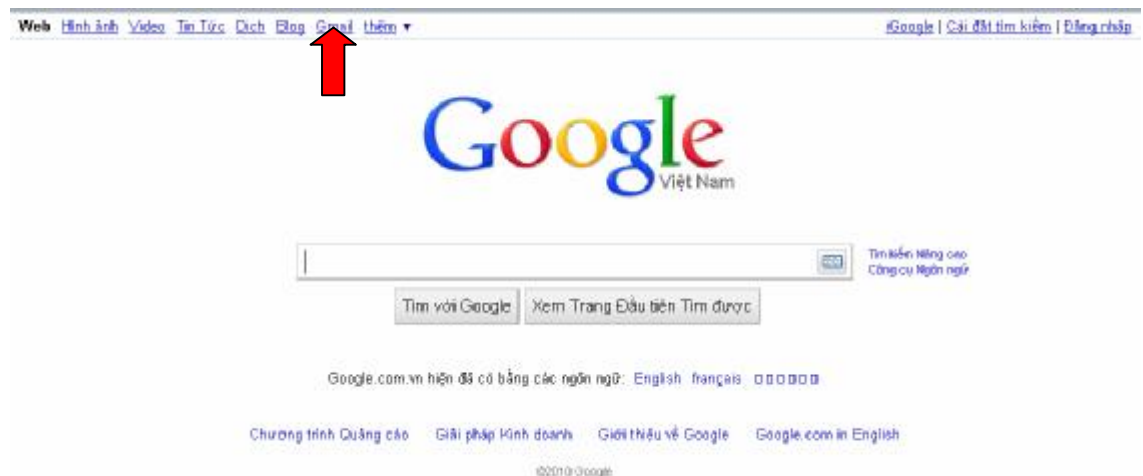 Web Hình ảnh Video Tin Tức Dịch Blog Gmail thêm ▼
iGoogle | Cài đặt tìm kiếm | Đăng nhập
Google
Việt Nam
Tìm kiếm Nâng cao
Công cụ Ngôn ngữ
Tìm với Google Xem Trang Đầu tiên Tìm được
Google.com.vn hiện đã có bằng các ngôn ngữ: English français □□□□□□
Chương trình Quảng cáo Giải pháp Kinh doanh Giới thiệu về Google Google.com in English
©2010 Google